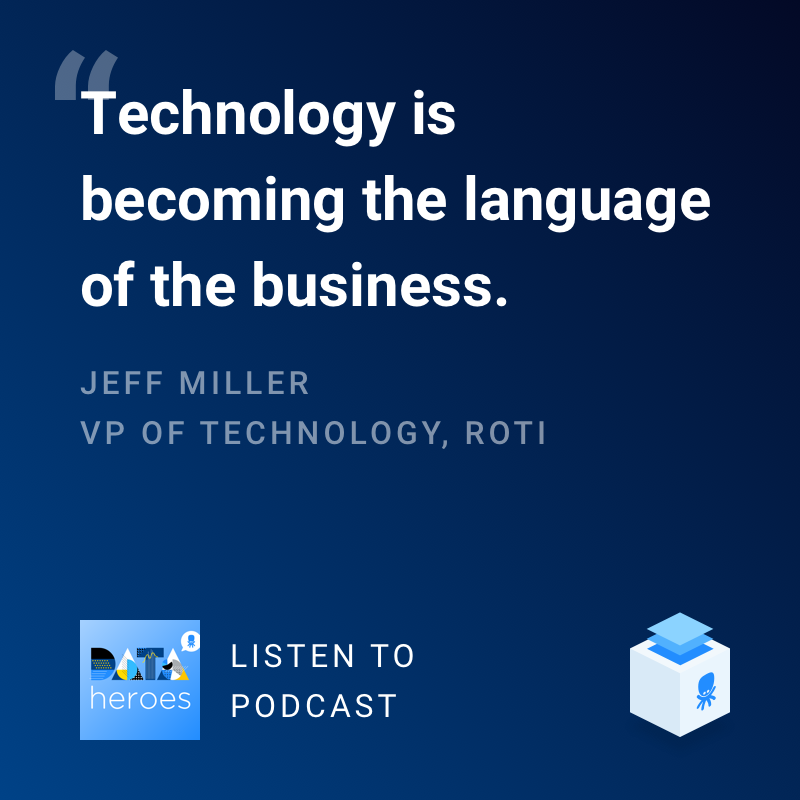 “Technology is
becoming the language
of the business.
JEFF MILLER
VP OF TECHNOLOGY, ROTI
DATA
heroes
LISTEN TO
PODCAST